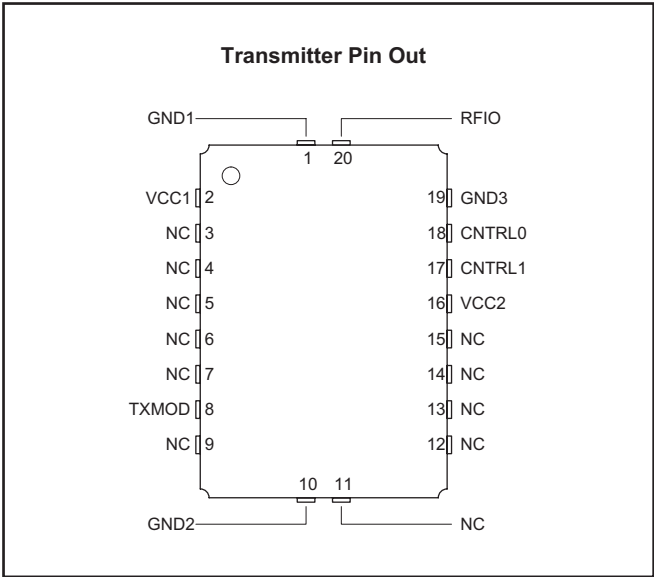 Transmitter Pin Out
GND1 RFIO
1 20
VCC1 2 19 GND3
NC 3 18 CNTRL0
NC 4 17 CNTRL1
NC 5 16 VCC2
NC 6 15 NC
NC 7 14 NC
TXMOD 8 13 NC
NC 9 12 NC
10 11
GND2 NC